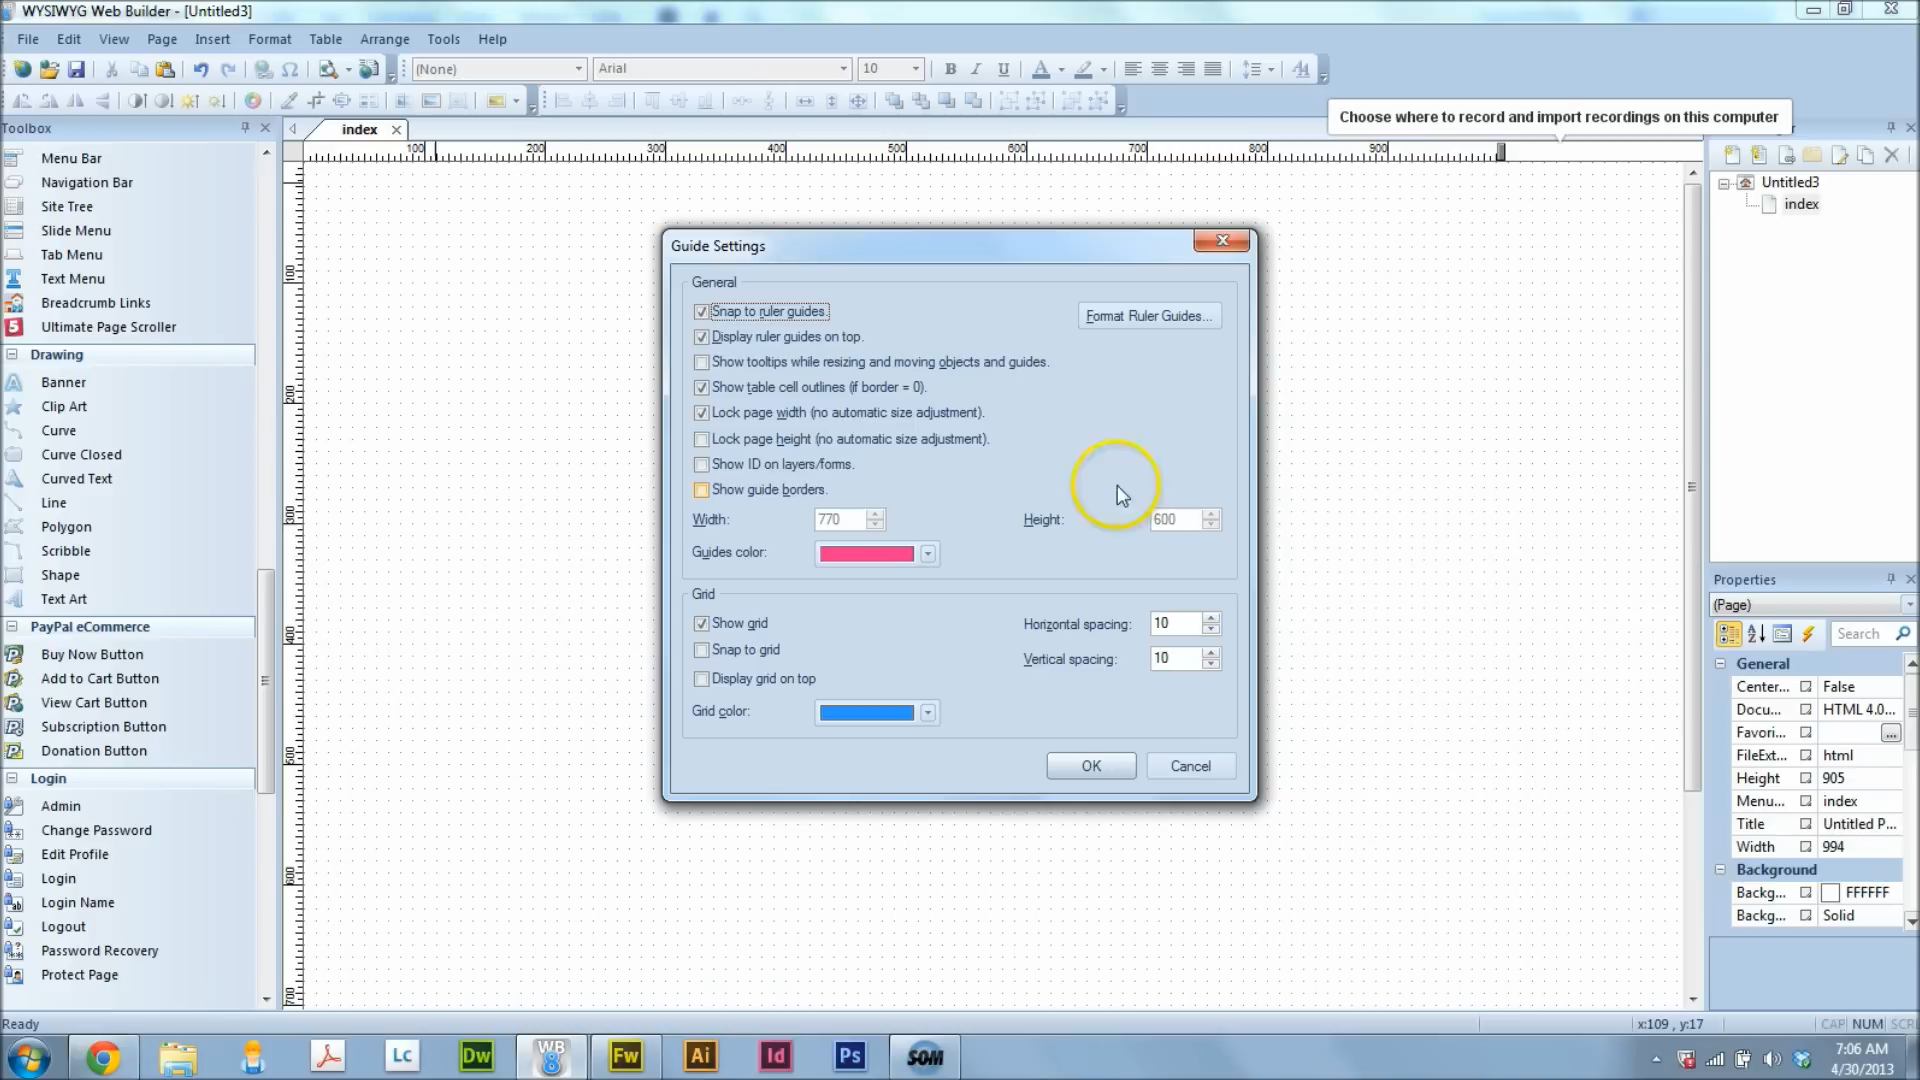 WYSIWYG Web Builder - [Untitled3]
File Edit View Page Insert Format Table Arrange Tools Help
(None) Arial 10 B I U
Choose where to record and import recordings on this computer
Toolbox
index
100 200 300 400 500 600 700 800 900
Menu Bar
Navigation Bar
Site Tree
Slide Menu
Tab Menu
Text Menu
Breadcrumb Links
5 Ultimate Page Scroller
Drawing
Banner
Clip Art
Curve
Curve Closed
Curved Text
Line
Polygon
Scribble
Shape
Text Art
PayPal eCommerce
Buy Now Button
Add to Cart Button
View Cart Button
Subscription Button
Donation Button
Login
Admin
Change Password
Edit Profile
Login
Login Name
Logout
Password Recovery
Protect Page
100
200
300
400
500
600
700
Guide Settings
General
Snap to ruler guides.
Format Ruler Guides...
Display ruler guides on top.
Show tooltips while resizing and moving objects and guides.
Show table cell outlines (if border = 0).
Lock page width (no automatic size adjustment).
Lock page height (no automatic size adjustment).
Show ID on layers/forms.
Show guide borders.
Width: 770 Height: 600
Guides color:
Grid
Show grid Horizontal spacing: 10
Snap to grid Vertical spacing: 10
Display grid on top
Grid color:
OK Cancel
Untitled3
index
Properties
(Page)
Search
General
Center... False
Docu... HTML 4.0...
Favori... ...
FileExt... html
Height 905
Menu... index
Title Untitled P...
Width 994
Background
Backg... FFFFFF
Backg... Solid
Ready
x:109 , y:17 CAP NUM SCRL
Lc Dw WB 8 Fw Ai Id Ps SOM
7:06 AM
4/30/2013